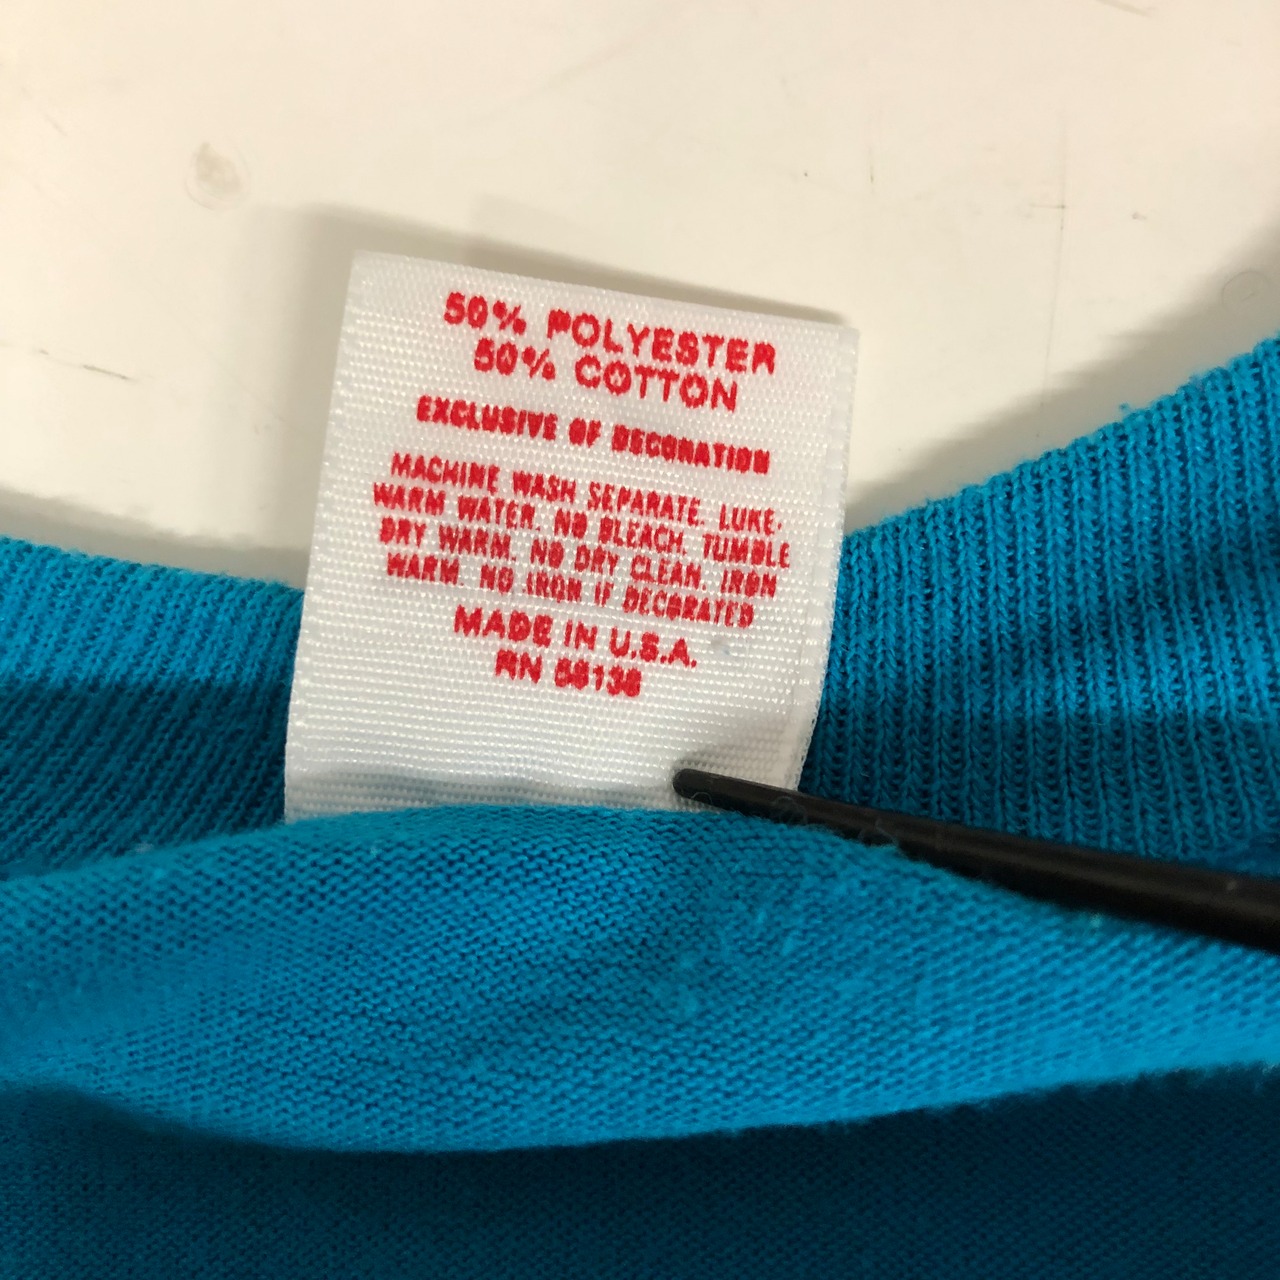 50% POLYESTER
50% COTTON
EXCLUSIVE OF DECORATION
MACHINE WASH SEPARATE. LUKE-
WARM WATER. NO BLEACH. TUMBLE
DRY WARM. NO DRY CLEAN. IRON
WARM. NO IRON IF DECORATED
MADE IN U.S.A.
RN